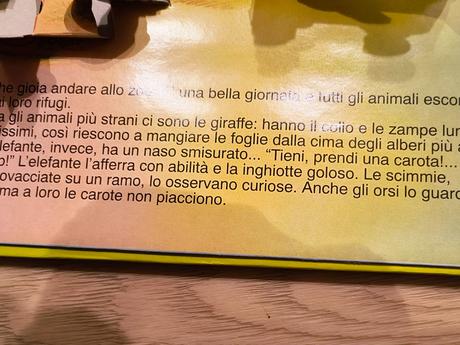 he gioia andare allo zoo una bella giornata e tutti gli animali escon
i loro rifugi.
a gli animali più strani ci sono le giraffe: hanno il collo e le zampe lun
issimi, così riescono a mangiare le foglie dalla cima degli alberi più a
lefante, invece, ha un naso smisurato... “Tieni, prendi una carota!...
o!” L'elefante l'afferra con abilità e la inghiotte goloso. Le scimmie,
ovacciate su un ramo, lo osservano curiose. Anche gli orsi lo guard
ma a loro le carote non piacciono.